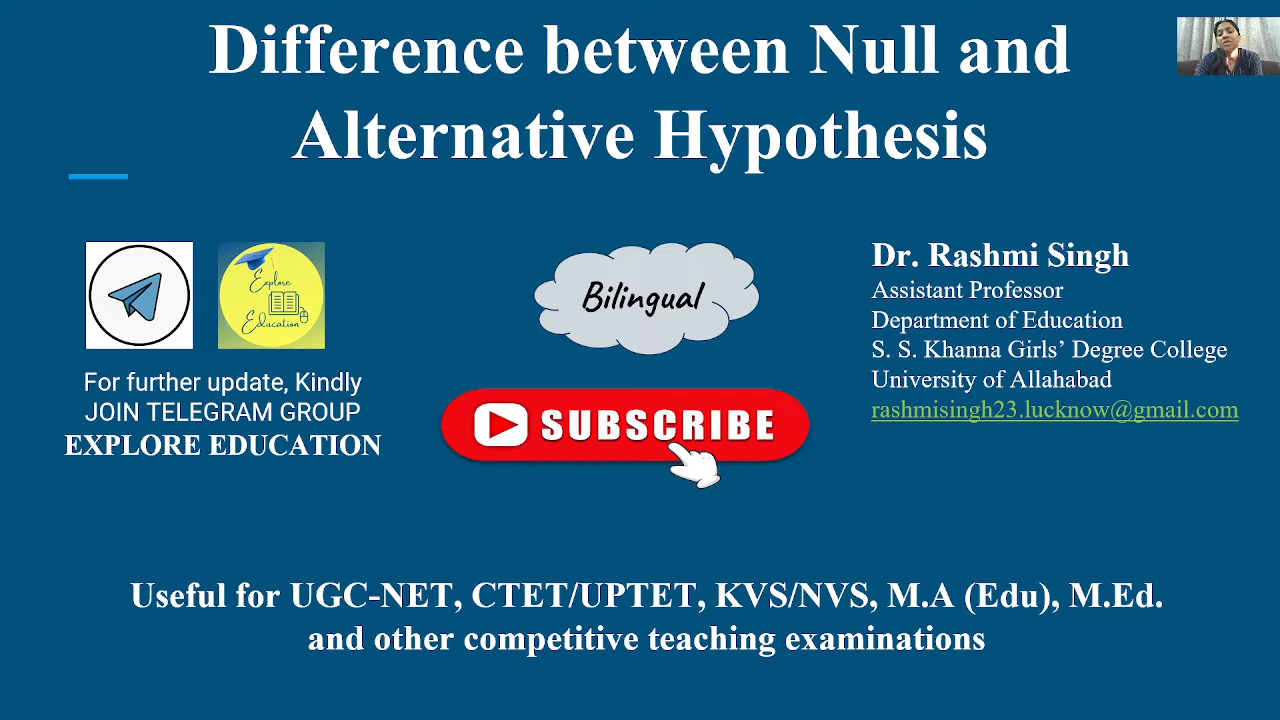 Difference between Null and
Alternative Hypothesis
Explore
Education
For further update, Kindly
JOIN TELEGRAM GROUP
EXPLORE EDUCATION
Bilingual
SUBSCRIBE
Dr. Rashmi Singh
Assistant Professor
Department of Education
S. S. Khanna Girls’ Degree College
University of Allahabad
rashmisingh23.lucknow@gmail.com
Useful for UGC-NET, CTET/UPTET, KVS/NVS, M.A (Edu), M.Ed.
and other competitive teaching examinations